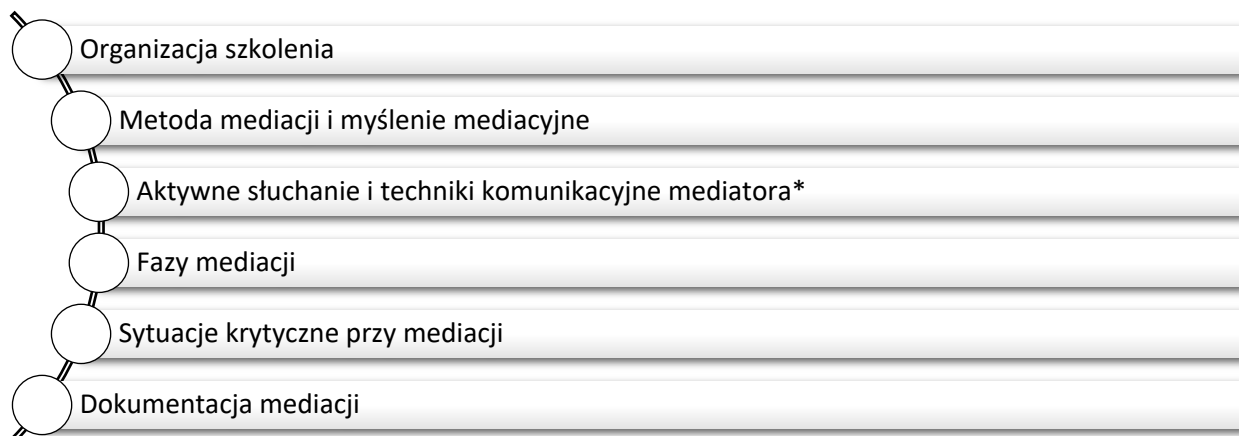 Organizacja szkolenia
Metoda mediacji i myślenie mediacyjne
Aktywne słuchanie i techniki komunikacyjne mediatora*
Fazy mediacji
Sytuacje krytyczne przy mediacji
Dokumentacja mediacji